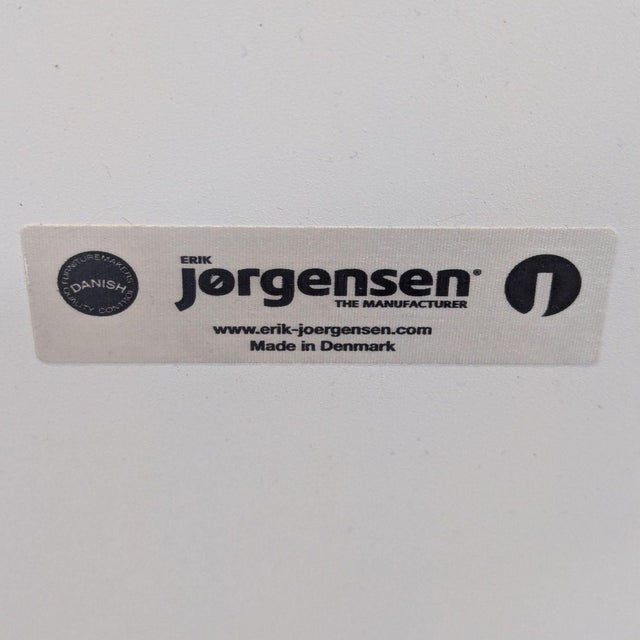 FURNITUREMAKERS
DANISH
QUALITY CONTROL
ERIK
jørgensen®
THE MANUFACTURER
www.erik-joergensen.com
Made in Denmark